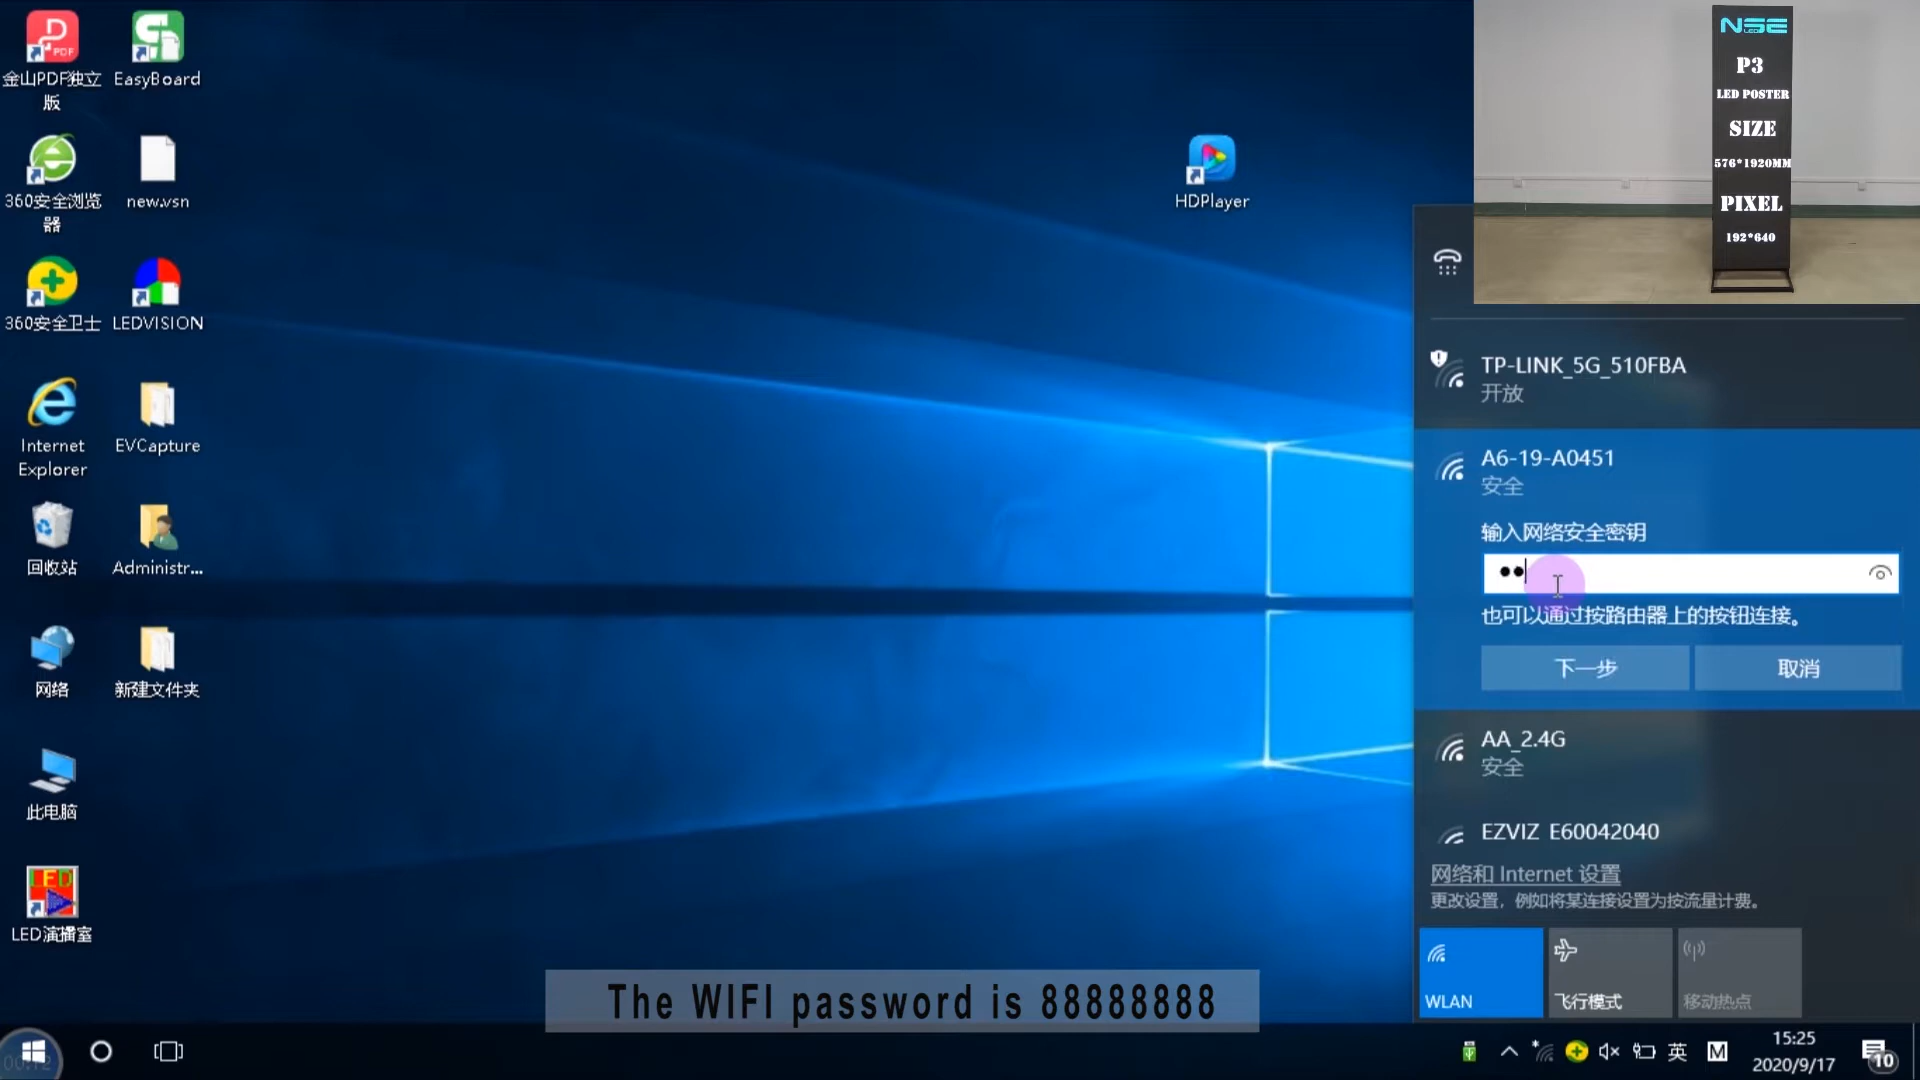 金山PDF独立
版
EasyBoard
360安全浏览
器
new.vsn
360安全卫士
LEDVISION
Internet
Explorer
EVCapture
回收站
Administr...
网络
新建文件夹
此电脑
LED
LED演播室
HDPlayer
NSE
LED
P3
LED POSTER
SIZE
576*1920MM
PIXEL
192*640
TP-LINK_5G_510FBA
开放
A6-19-A0451
安全
输入网络安全密钥
也可以通过按路由器上的按钮连接。
下一步
取消
AA_2.4G
安全
EZVIZ_E60042040
网络和 Internet 设置
更改设置，例如将某连接设置为按流量计费。
WLAN
飞行模式
移动热点
The WIFI password is 88888888
00:12
英
M
15:25
2020/9/17
10